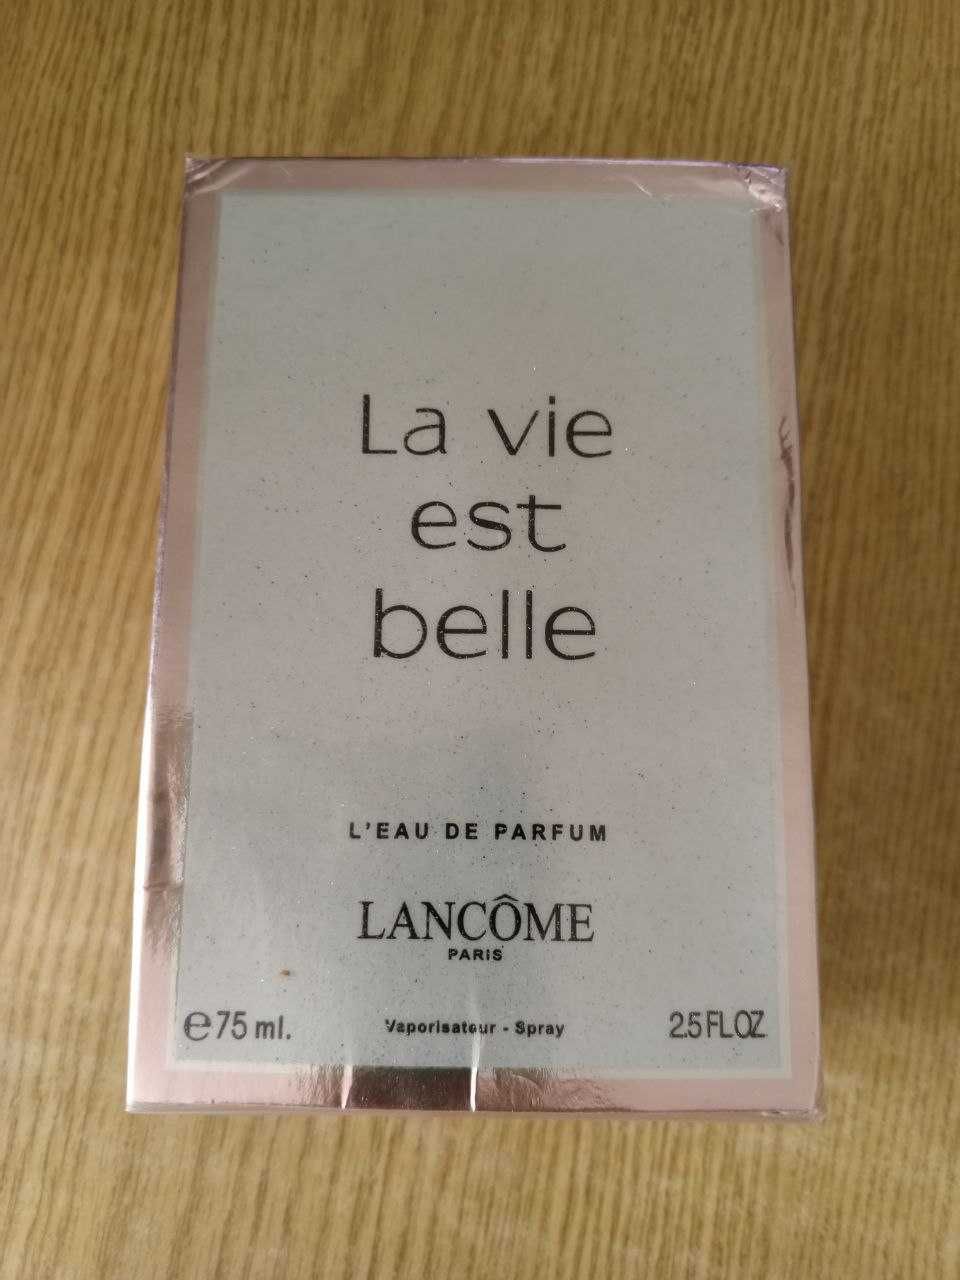 La vie
est
belle
L'EAU DE PARFUM
LANCÔME
PARIS
e 75 ml.
Vaporisateur - Spray
2.5 FL OZ